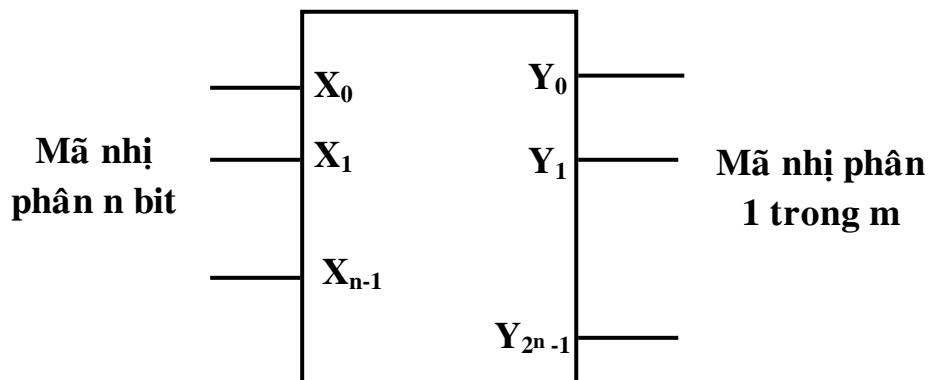 Mã nhị
phân n bit
X₀
X₁
Xₙ₋₁
Y₀
Y₁
Y₂ⁿ₋₁
Mã nhị phân
1 trong m